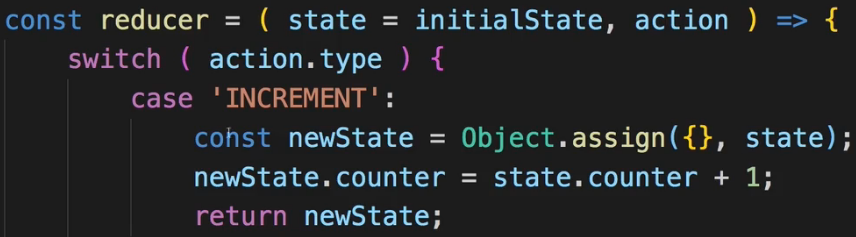 const reducer = ( state = initialState, action ) => {
    switch ( action.type ) {
        case 'INCREMENT':
            const newState = Object.assign({}, state);
            newState.counter = state.counter + 1;
            return newState;